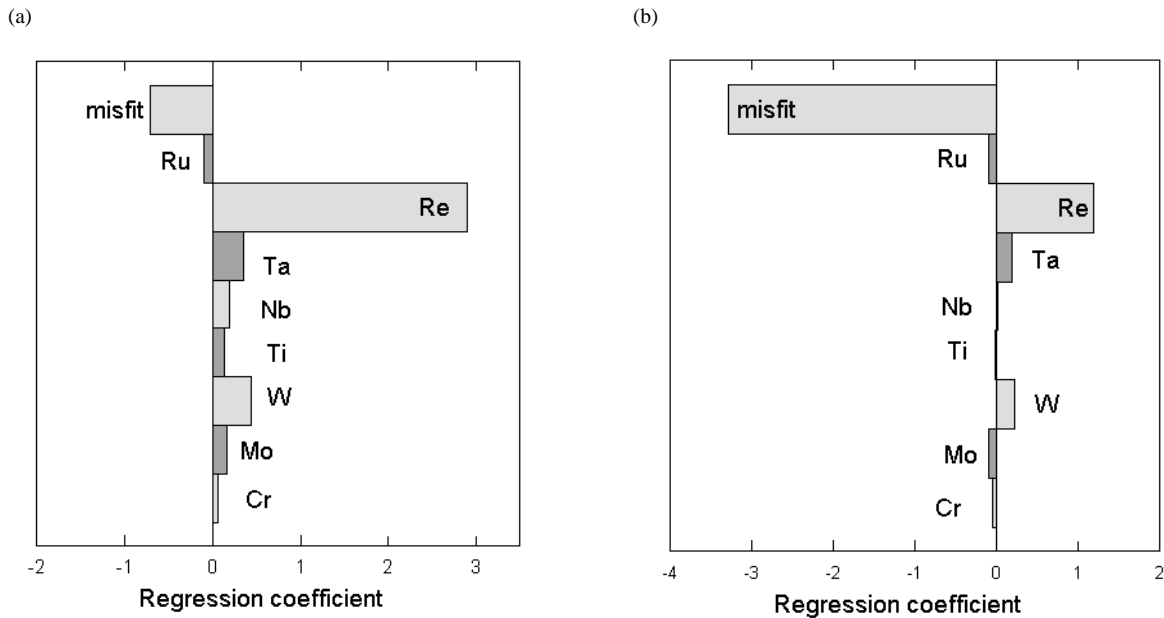 (a)
misfit
Ru
Re
Ta
Nb
Ti
W
Mo
Cr
-2 -1 0 1 2 3
Regression coefficient
(b)
misfit
Ru
Re
Ta
Nb
Ti
W
Mo
Cr
-4 -3 -2 -1 0 1 2
Regression coefficient